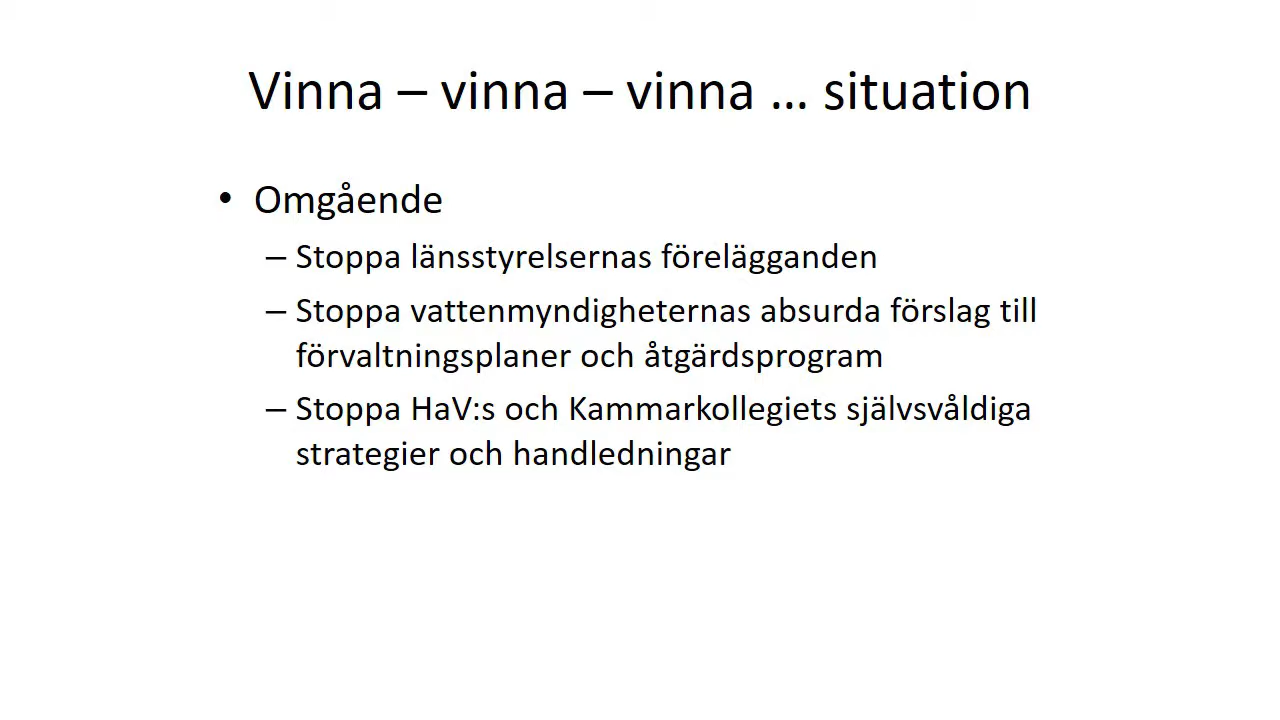 Vinna – vinna – vinna ... situation
• Omgående
– Stoppa länsstyrelsernas förelägganden
– Stoppa vattenmyndigheternas absurda förslag till
förvaltningsplaner och åtgärdsprogram
– Stoppa HaV:s och Kammarkollegiets självsvåldiga
strategier och handledningar